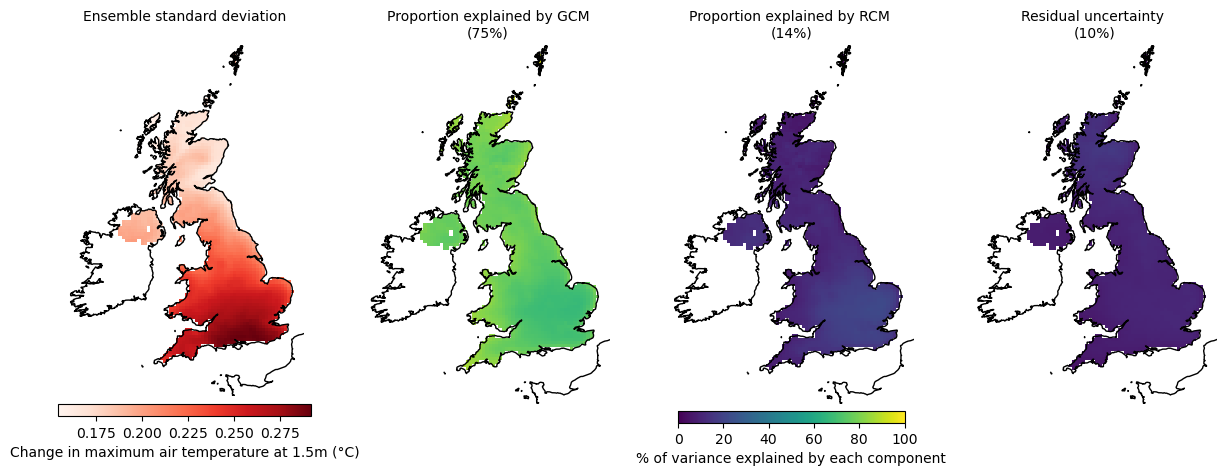 Ensemble standard deviation
Proportion explained by GCM
(75%)
Proportion explained by RCM
(14%)
Residual uncertainty
(10%)
0.175 0.200 0.225 0.250 0.275
Change in maximum air temperature at 1.5m (°C)
0 20 40 60 80 100
% of variance explained by each component